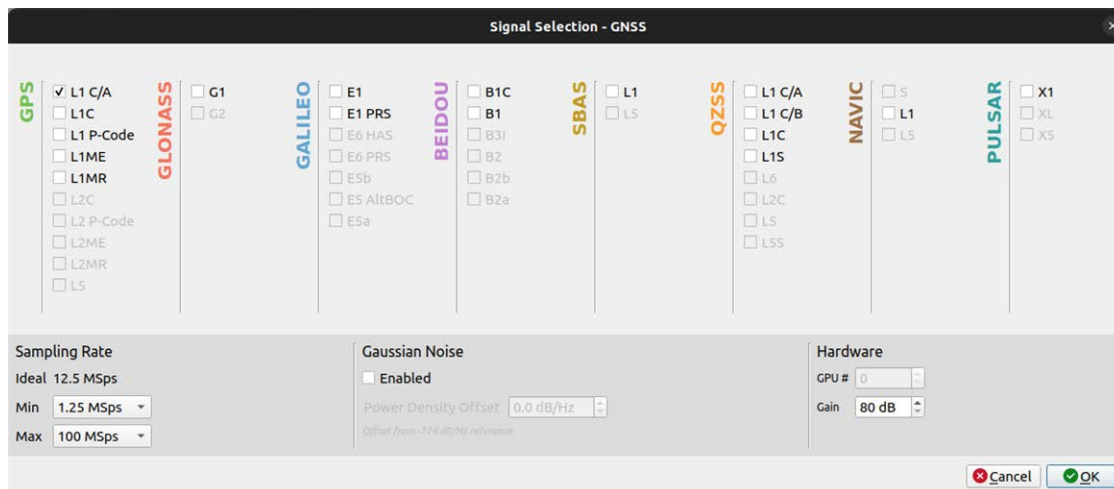 Signal Selection - GNSS
GPS
L1 C/A
L1C
L1 P-Code
L1ME
L1MR
L2C
L2 P-Code
L2ME
L2MR
L5
GLONASS
G1
G2
GALILEO
E1
E1 PRS
E6 HAS
E6 PRS
E5b
E5 AltBOC
E5a
BEIDOU
B1C
B1
B3I
B2
B2b
B2a
SBAS
L1
L5
QZSS
L1 C/A
L1 C/B
L1C
L1S
L6
L2C
L5
L5S
NAVIC
S
L1
L5
PULSAR
X1
XL
X5
Sampling Rate
Ideal 12.5 MSps
Min 1.25 MSps
Max 100 MSps
Gaussian Noise
Enabled
Power Density Offset 0.0 dB/Hz
Offset from -174 dB/Hz reference
Hardware
GPU # 0
Gain 80 dB
Cancel
OK